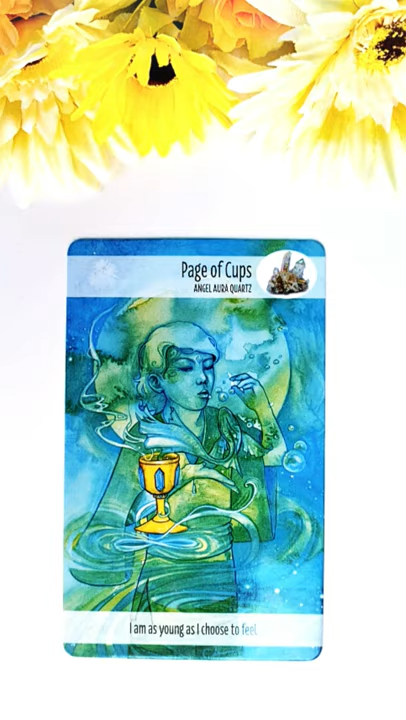 Page of Cups
ANGEL AURA QUARTZ
I am as young as I choose to feel